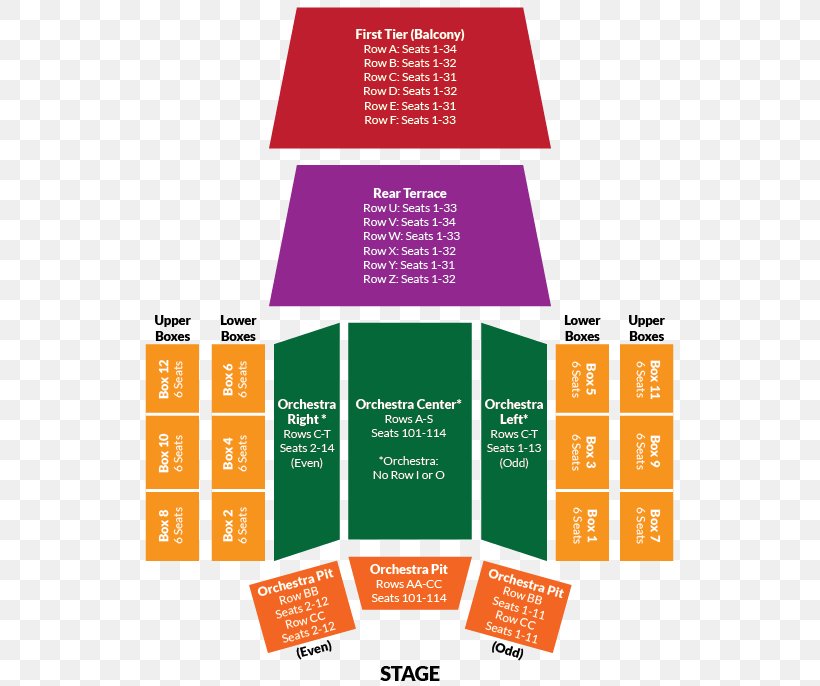 First Tier (Balcony)
Row A: Seats 1-34
Row B: Seats 1-32
Row C: Seats 1-31
Row D: Seats 1-32
Row E: Seats 1-31
Row F: Seats 1-33
Rear Terrace
Row U: Seats 1-33
Row V: Seats 1-34
Row W: Seats 1-33
Row X: Seats 1-32
Row Y: Seats 1-31
Row Z: Seats 1-32
Upper
Boxes
Lower
Boxes
Lower
Boxes
Upper
Boxes
Box 12
6 Seats
Box 6
6 Seats
Box 5
6 Seats
Box 11
6 Seats
Box 10
6 Seats
Box 4
6 Seats
Box 3
6 Seats
Box 9
6 Seats
Box 8
6 Seats
Box 2
6 Seats
Box 1
6 Seats
Box 7
6 Seats
Orchestra
Right *
Rows C-T
Seats 2-14
(Even)
Orchestra Center*
Rows A-S
Seats 101-114
*Orchestra:
No Row I or O
Orchestra
Left*
Rows C-T
Seats 1-13
(Odd)
Orchestra Pit
Row BB
Seats 2-12
Row CC
Seats 2-12
(Even)
Orchestra Pit
Rows AA-CC
Seats 101-114
Orchestra Pit
Row BB
Seats 1-11
Row CC
Seats 1-11
(Odd)
STAGE